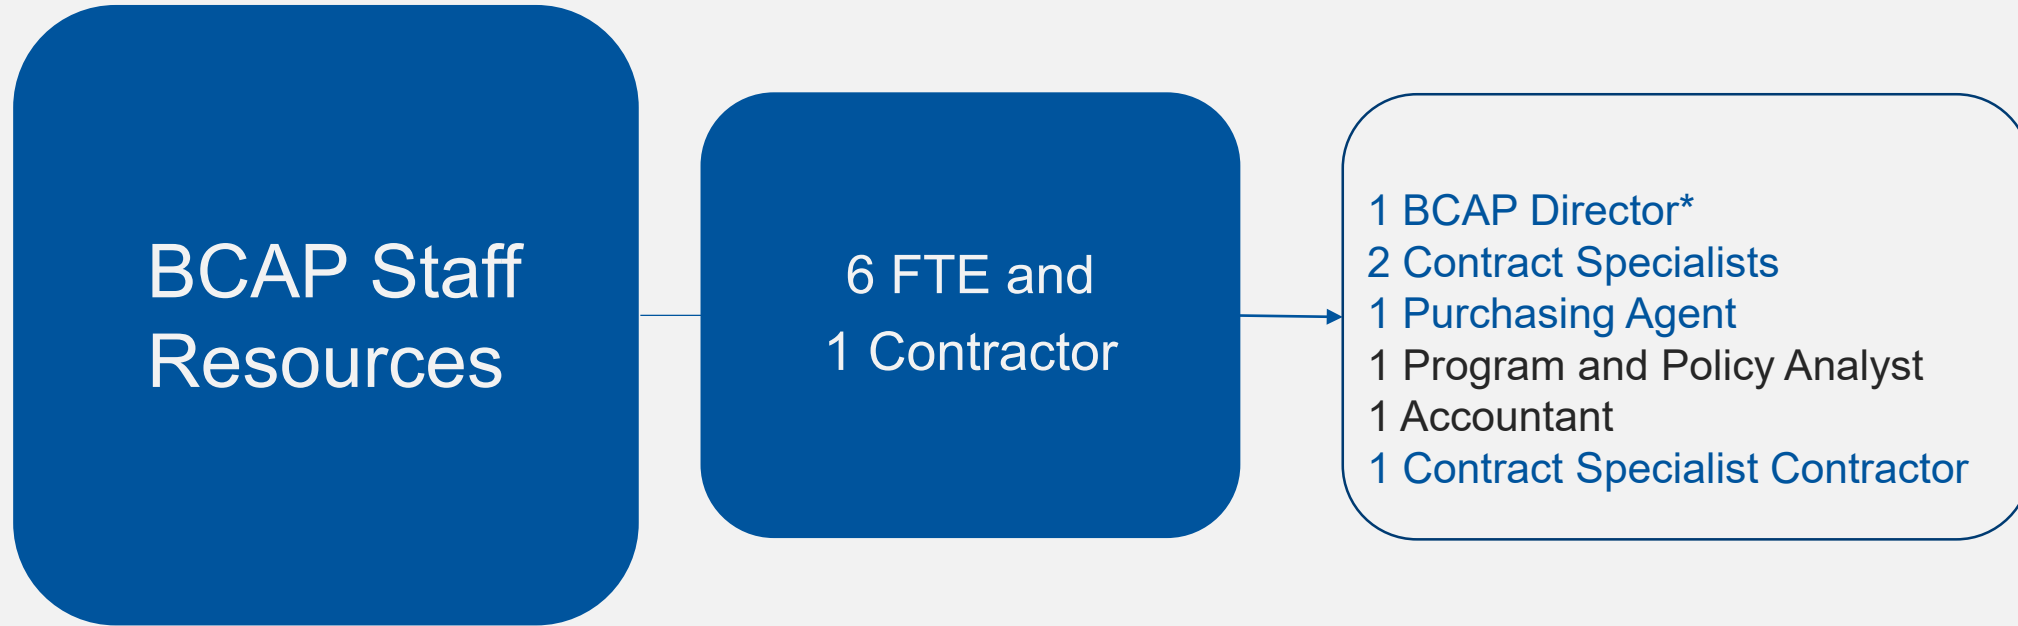 BCAP Staff
Resources
6 FTE and
1 Contractor
1 BCAP Director*
2 Contract Specialists
1 Purchasing Agent
1 Program and Policy Analyst
1 Accountant
1 Contract Specialist Contractor